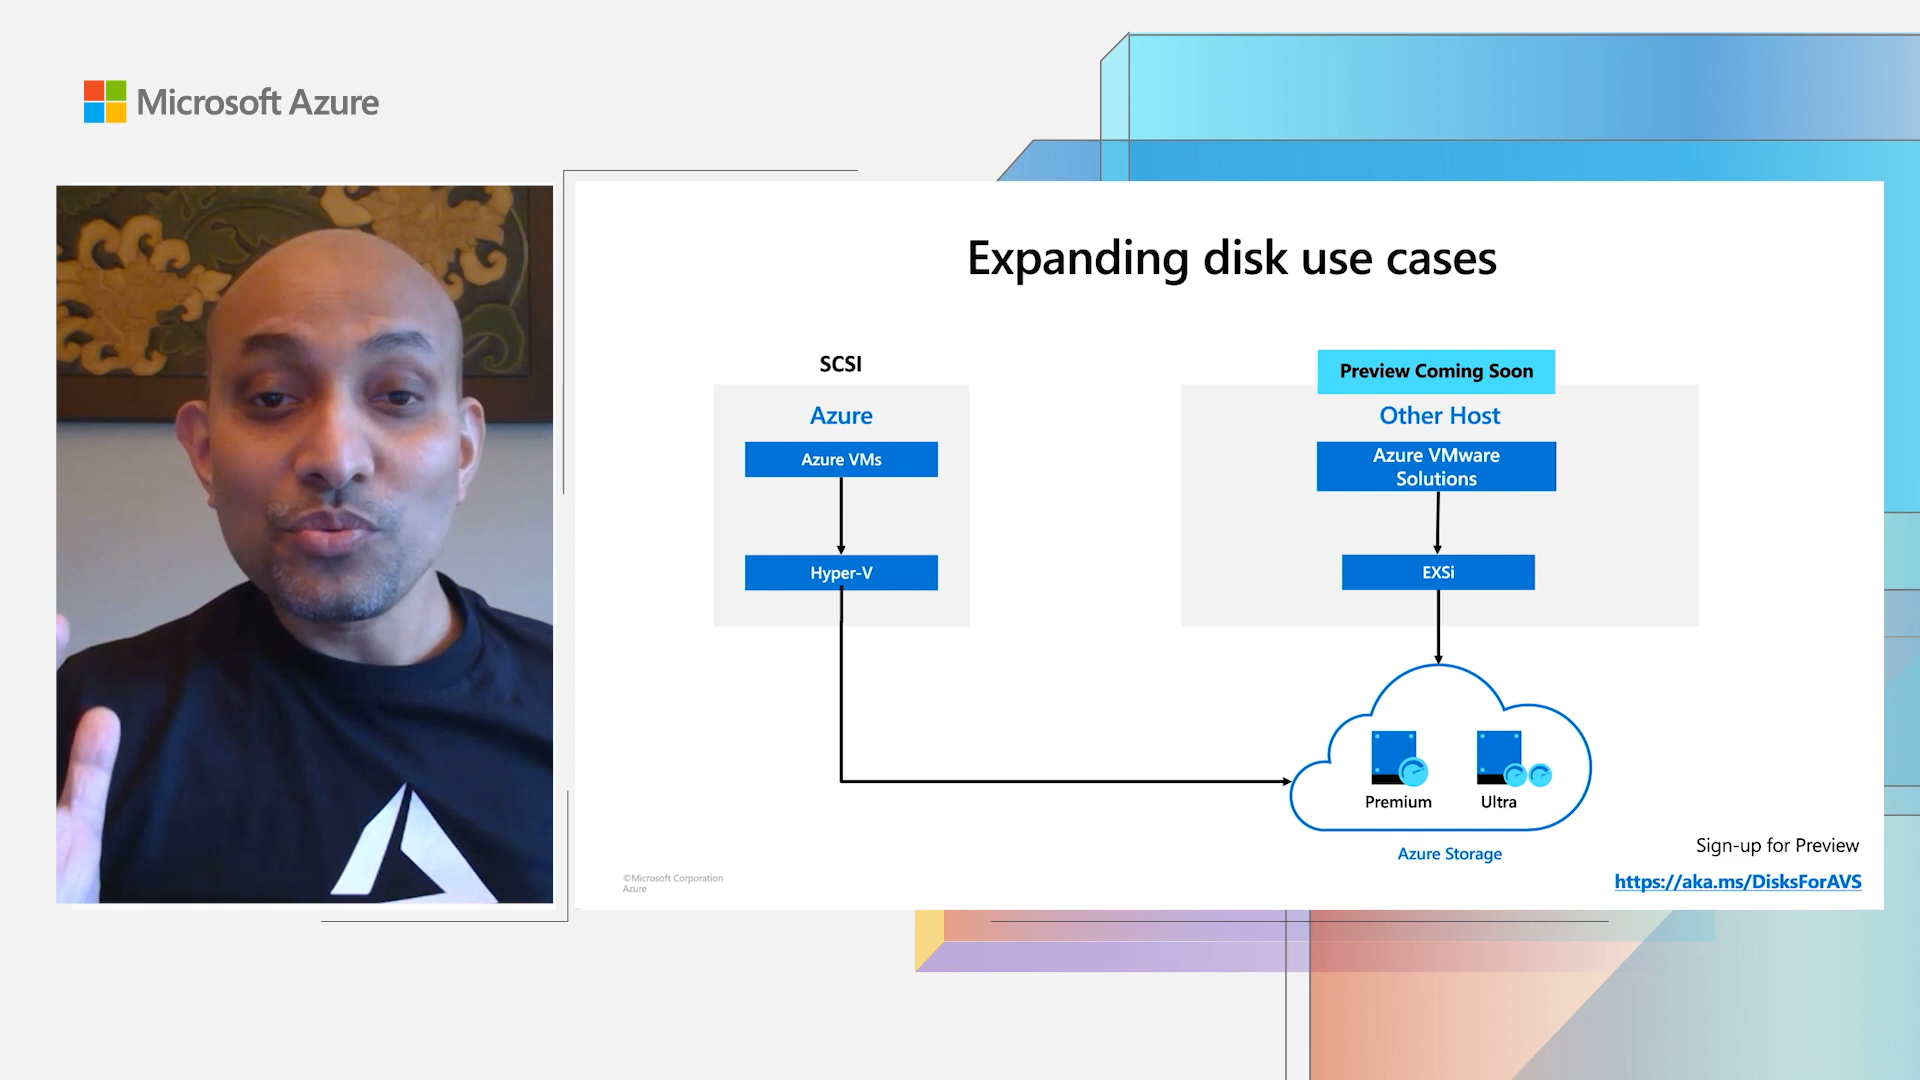 Microsoft Azure
Expanding disk use cases
SCSI
Azure
Azure VMs
Hyper-V
Preview Coming Soon
Other Host
Azure VMware
Solutions
EXSi
Premium
Ultra
Azure Storage
Sign-up for Preview
https://aka.ms/DisksForAVS
©Microsoft Corporation
Azure